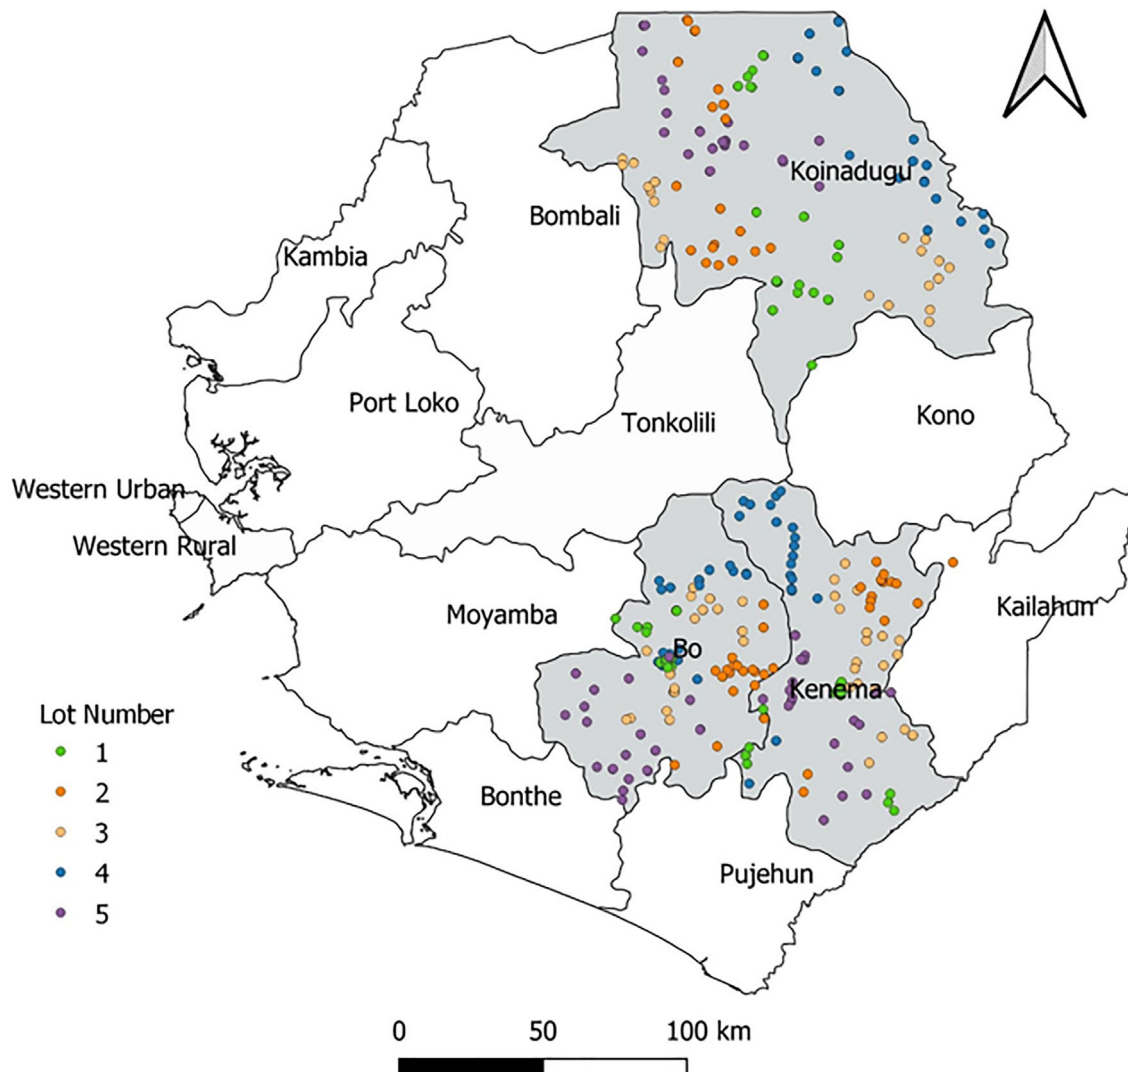 Koinadugu
Bombali
Kambia
Port Loko
Tonkolili
Kono
Western Urban
Western Rural
Moyamba
Kailahun
Bo
Kenema
Lot Number
1
2
3
4
5
Bonthe
Pujehun
0 50 100 km